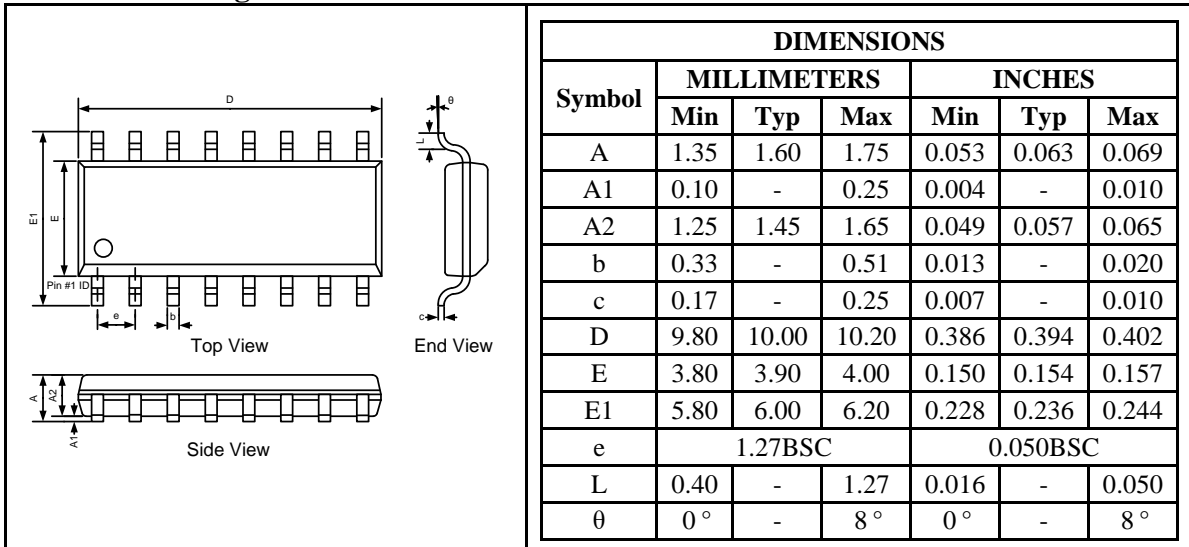 D
θ
L
E1
E
Pin #1 ID
e
b
c
Top View
End View
A
A2
A1
Side View
DIMENSIONS
Symbol MILLIMETERS INCHES
Min Typ Max Min Typ Max
A 1.35 1.60 1.75 0.053 0.063 0.069
A1 0.10 - 0.25 0.004 - 0.010
A2 1.25 1.45 1.65 0.049 0.057 0.065
b 0.33 - 0.51 0.013 - 0.020
c 0.17 - 0.25 0.007 - 0.010
D 9.80 10.00 10.20 0.386 0.394 0.402
E 3.80 3.90 4.00 0.150 0.154 0.157
E1 5.80 6.00 6.20 0.228 0.236 0.244
e 1.27BSC 0.050BSC
L 0.40 - 1.27 0.016 - 0.050
θ 0° - 8° 0° - 8°